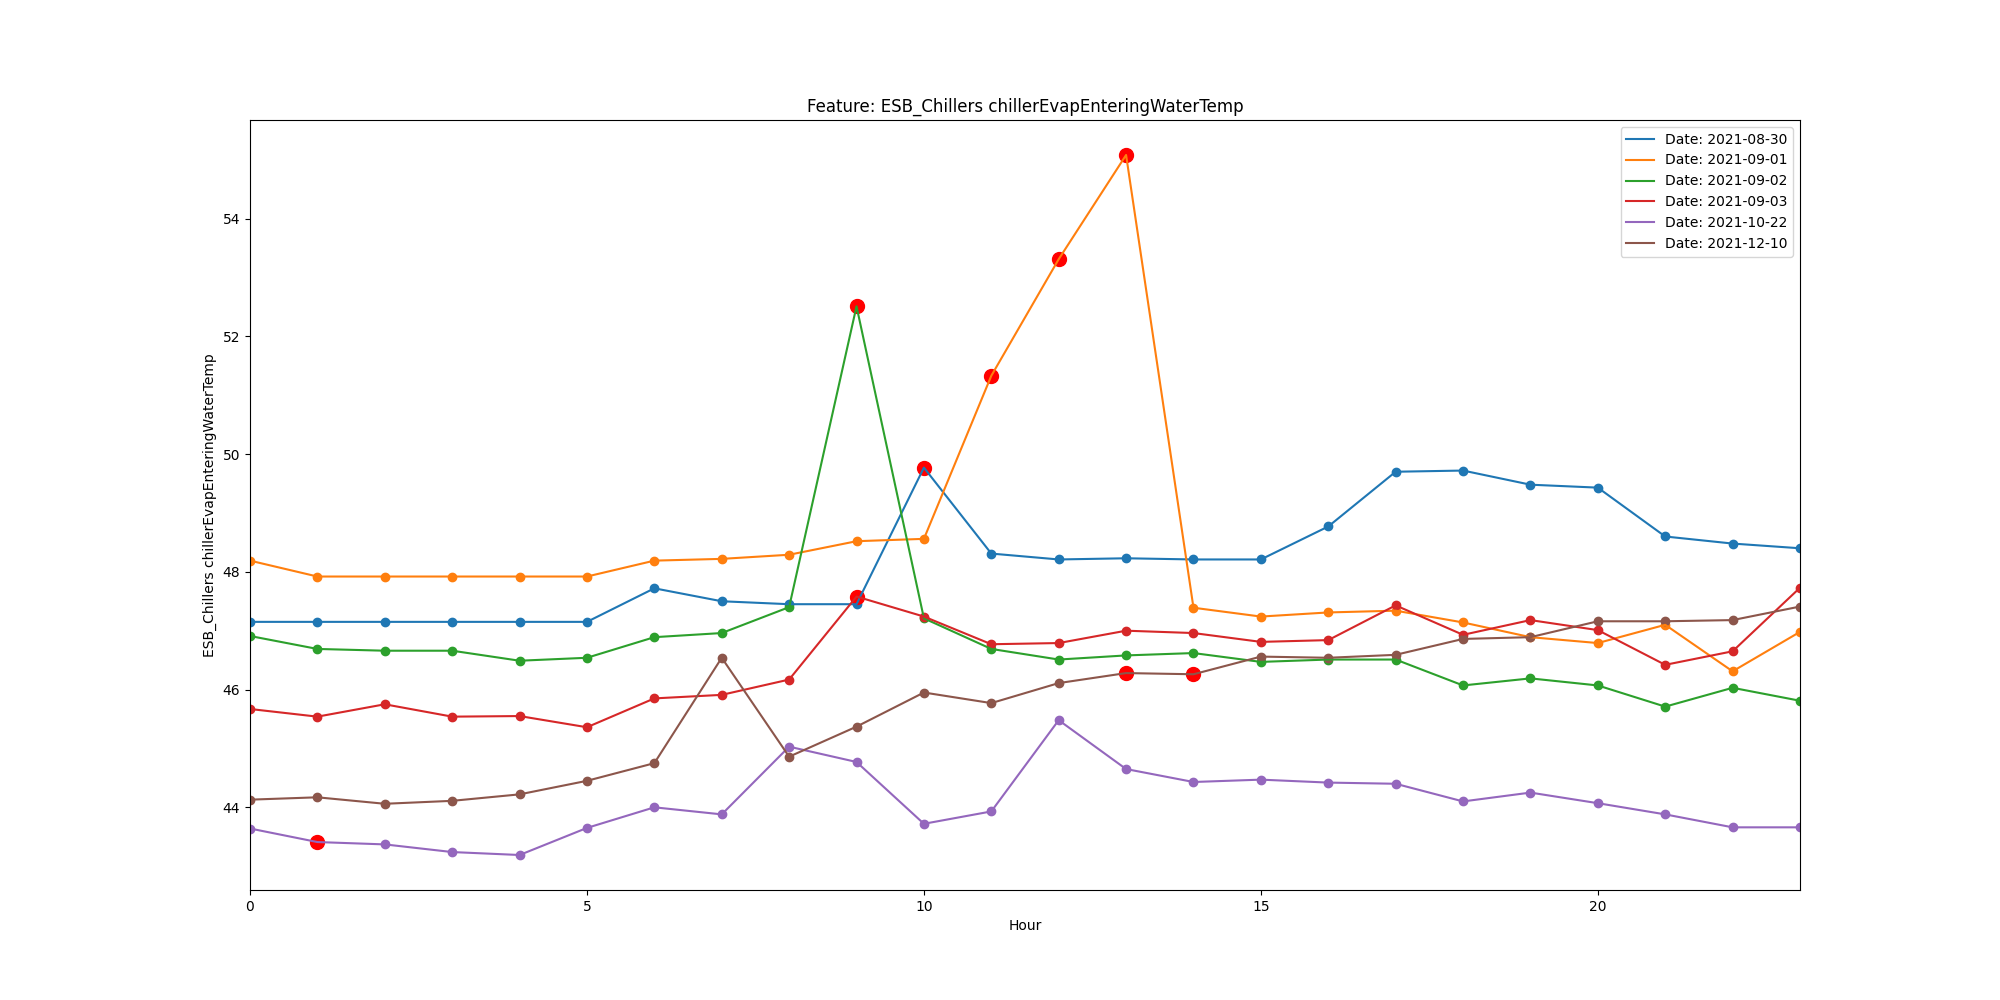 Feature: ESB_Chillers chillerEvapEnteringWaterTemp
Date: 2021-08-30
Date: 2021-09-01
Date: 2021-09-02
Date: 2021-09-03
Date: 2021-10-22
Date: 2021-12-10
ESB_Chillers chillerEvapEnteringWaterTemp
54
52
50
48
46
44
0 5 10 15 20
Hour